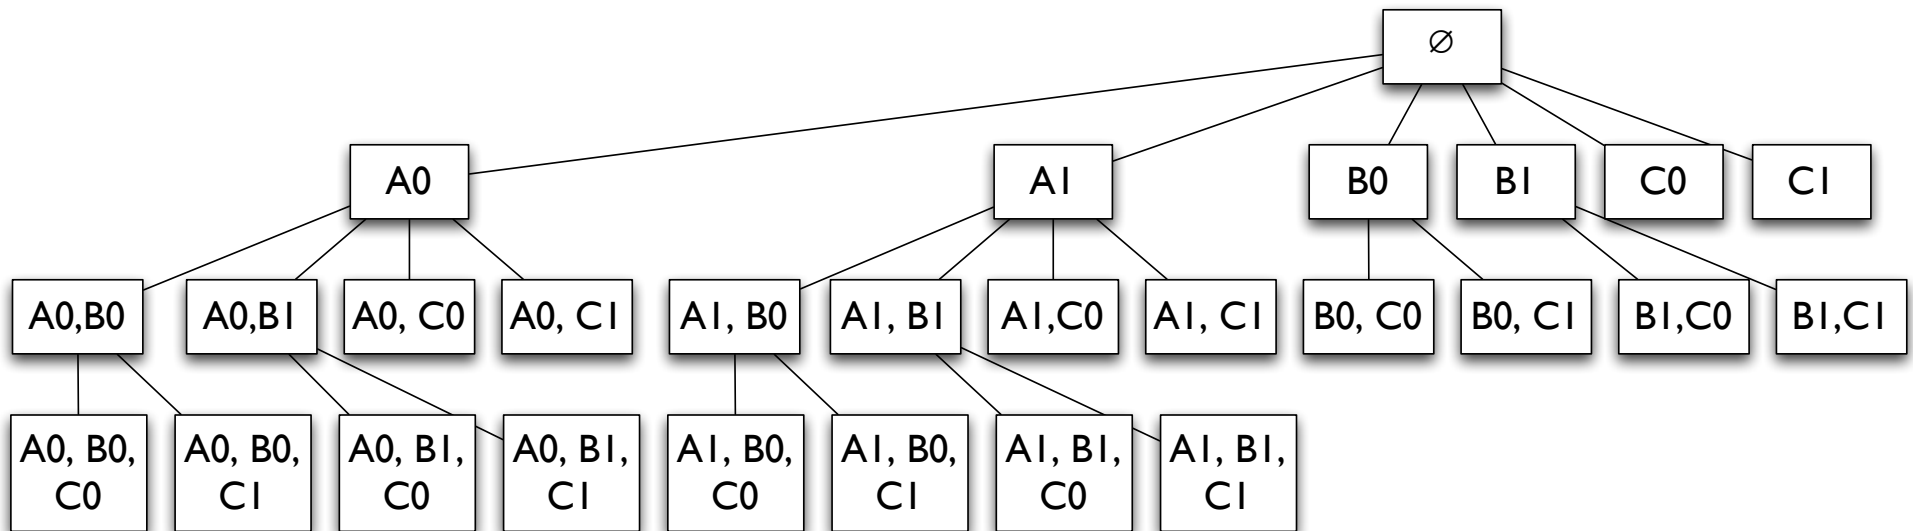 ∅
A0
A1
B0
B1
C0
C1
A0,B0
A0,B1
A0, C0
A0, C1
A1, B0
A1, B1
A1,C0
A1, C1
B0, C0
B0, C1
B1,C0
B1,C1
A0, B0,
C0
A0, B0,
C1
A0, B1,
C0
A0, B1,
C1
A1, B0,
C0
A1, B0,
C1
A1, B1,
C0
A1, B1,
C1